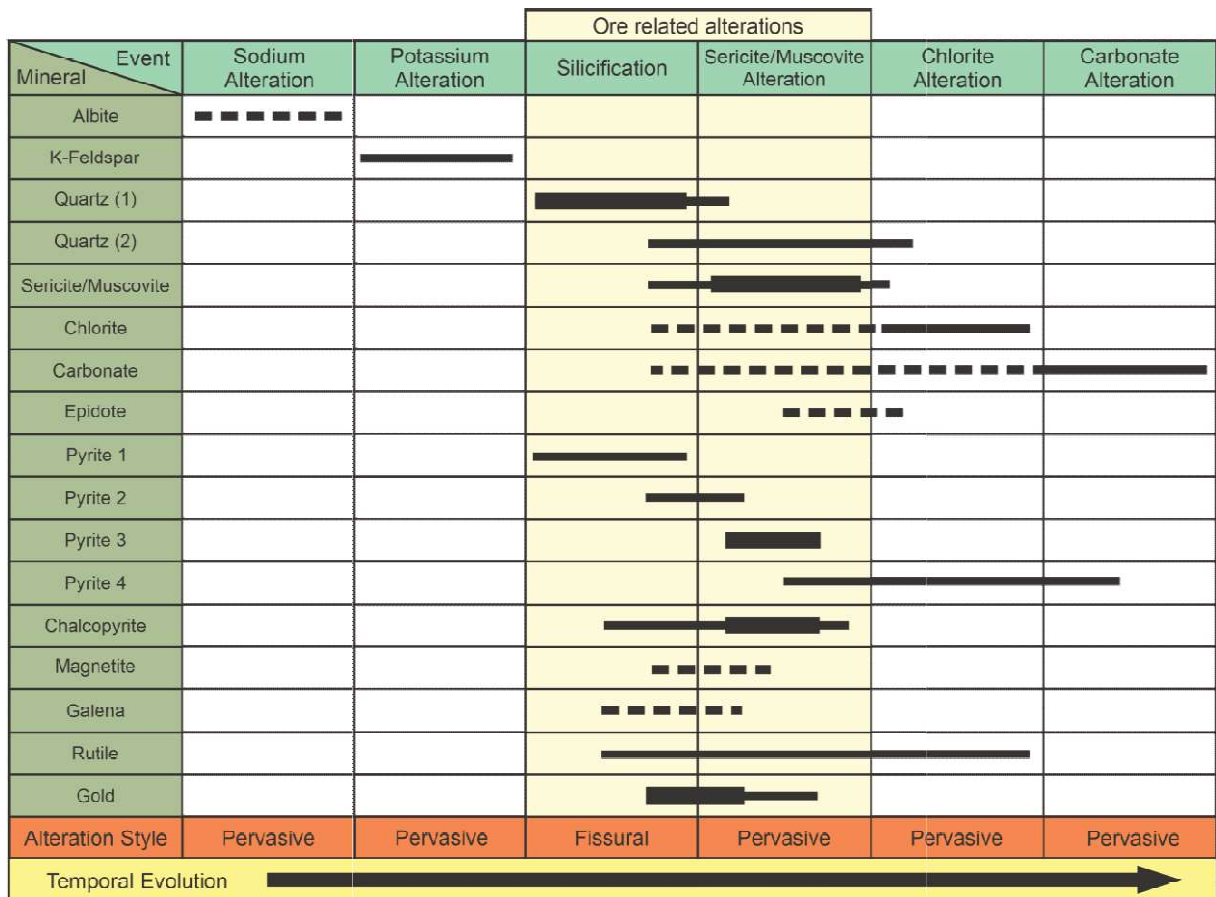 Ore related alterations
Event
Mineral
Sodium
Alteration
Potassium
Alteration
Silicification
Sericite/Muscovite
Alteration
Chlorite
Alteration
Carbonate
Alteration
Albite
K-Feldspar
Quartz (1)
Quartz (2)
Sericite/Muscovite
Chlorite
Carbonate
Epidote
Pyrite 1
Pyrite 2
Pyrite 3
Pyrite 4
Chalcopyrite
Magnetite
Galena
Rutile
Gold
Alteration Style Pervasive Pervasive Fissural Pervasive Pervasive Pervasive
Temporal Evolution